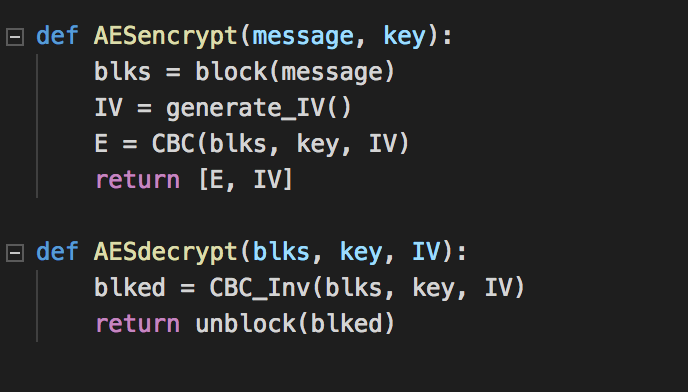 def AESencrypt(message, key):
    blks = block(message)
    IV = generate_IV()
    E = CBC(blks, key, IV)
    return [E, IV]
def AESdecrypt(blks, key, IV):
    blked = CBC_Inv(blks, key, IV)
    return unblock(blked)